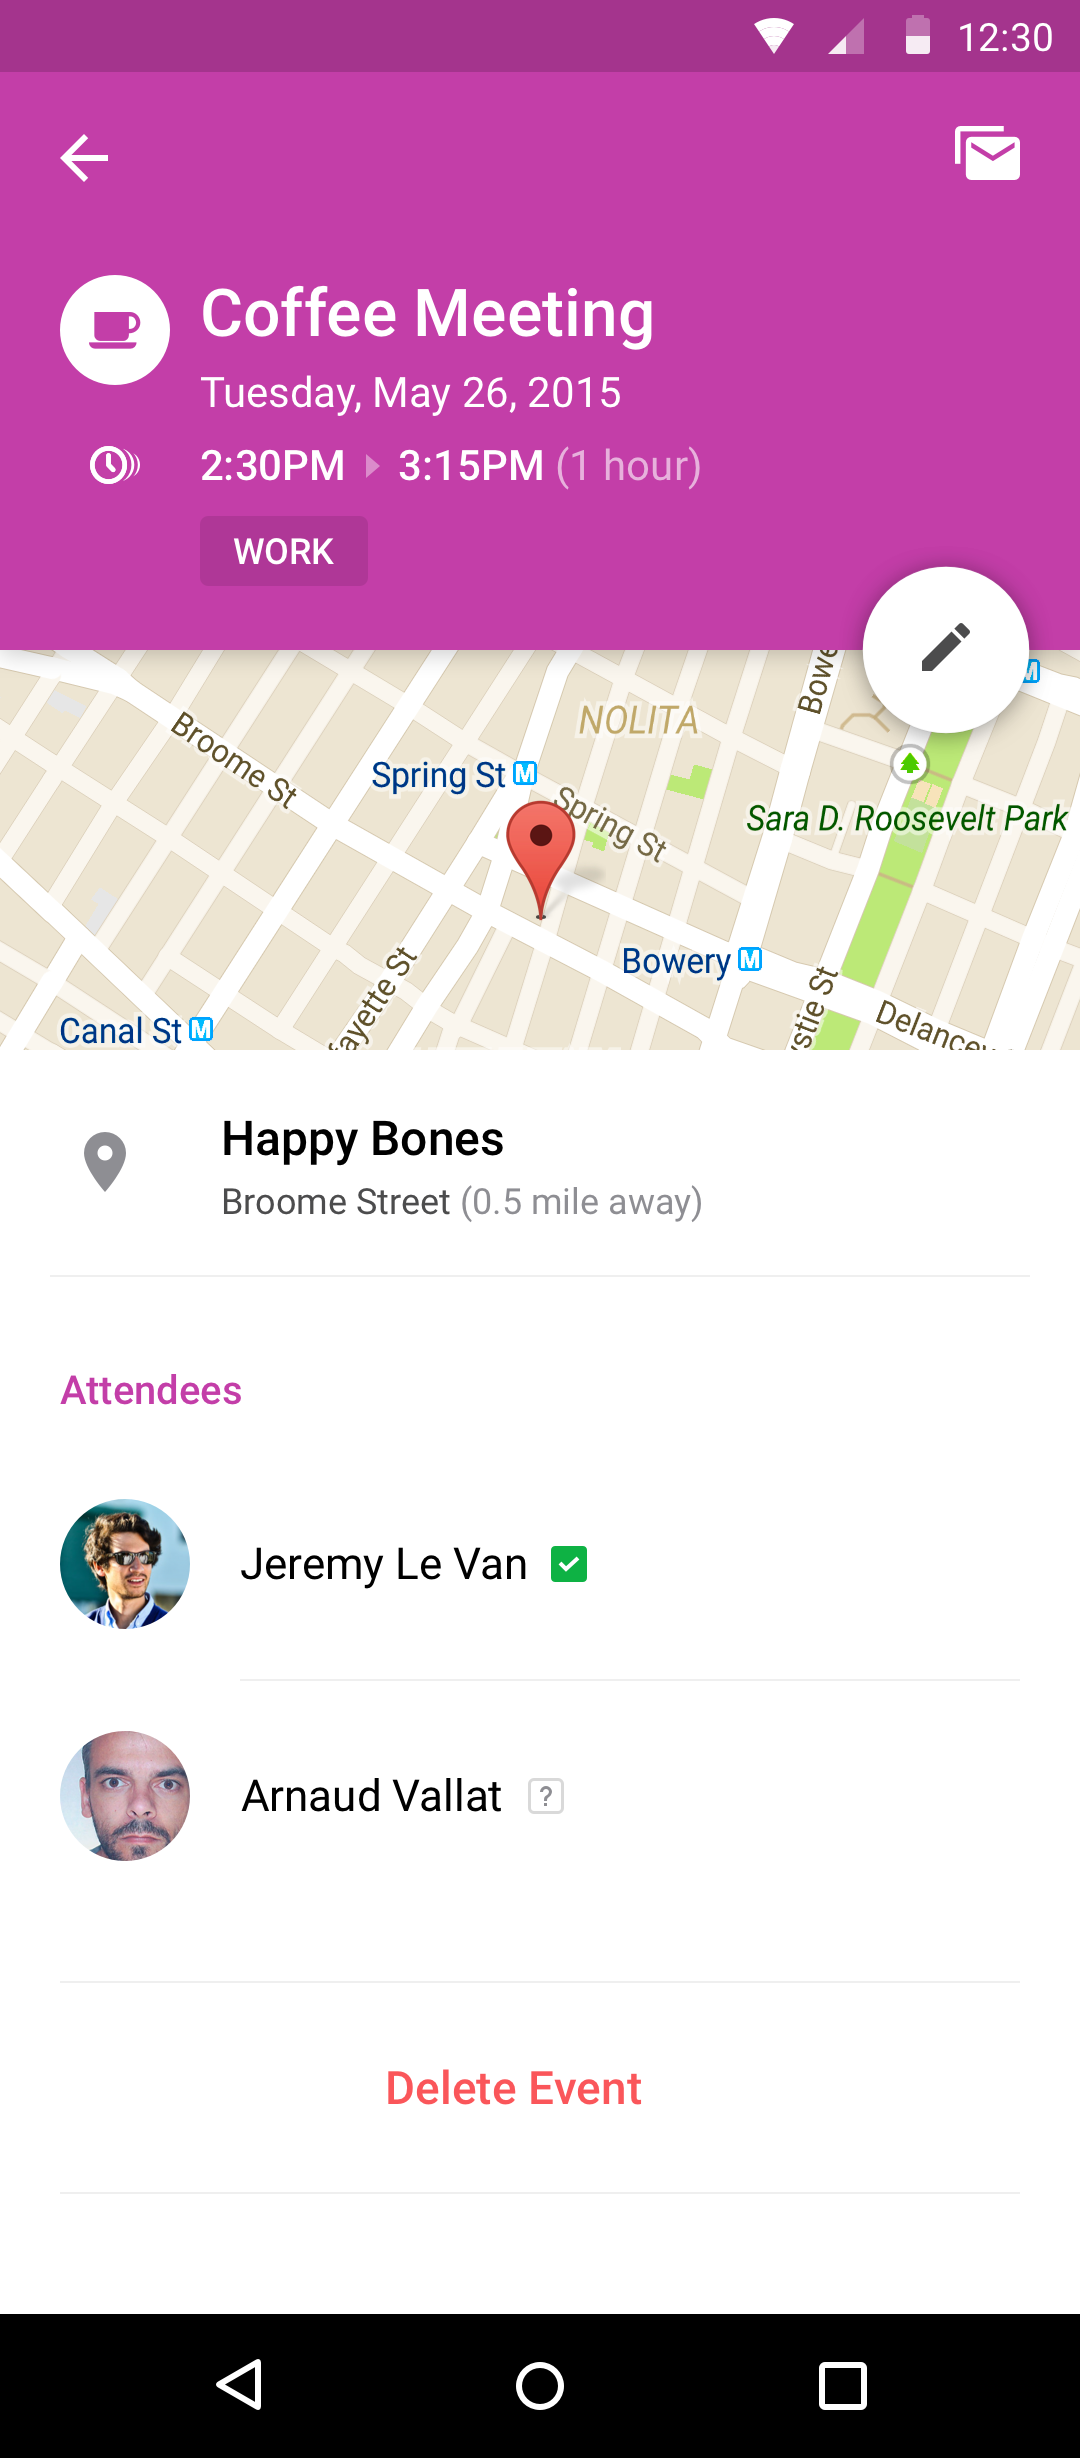 12:30
Coffee Meeting
Tuesday, May 26, 2015
2:30PM 3:15PM (1 hour)
WORK
Bowe
M
NOLITA
Broome St
Spring St M
Spring St
Sara D. Roosevelt Park
Bowery M
fayette St
stie St
Delancey
Canal St M
Happy Bones
Broome Street (0.5 mile away)
Attendees
Jeremy Le Van
Arnaud Vallat ?
Delete Event